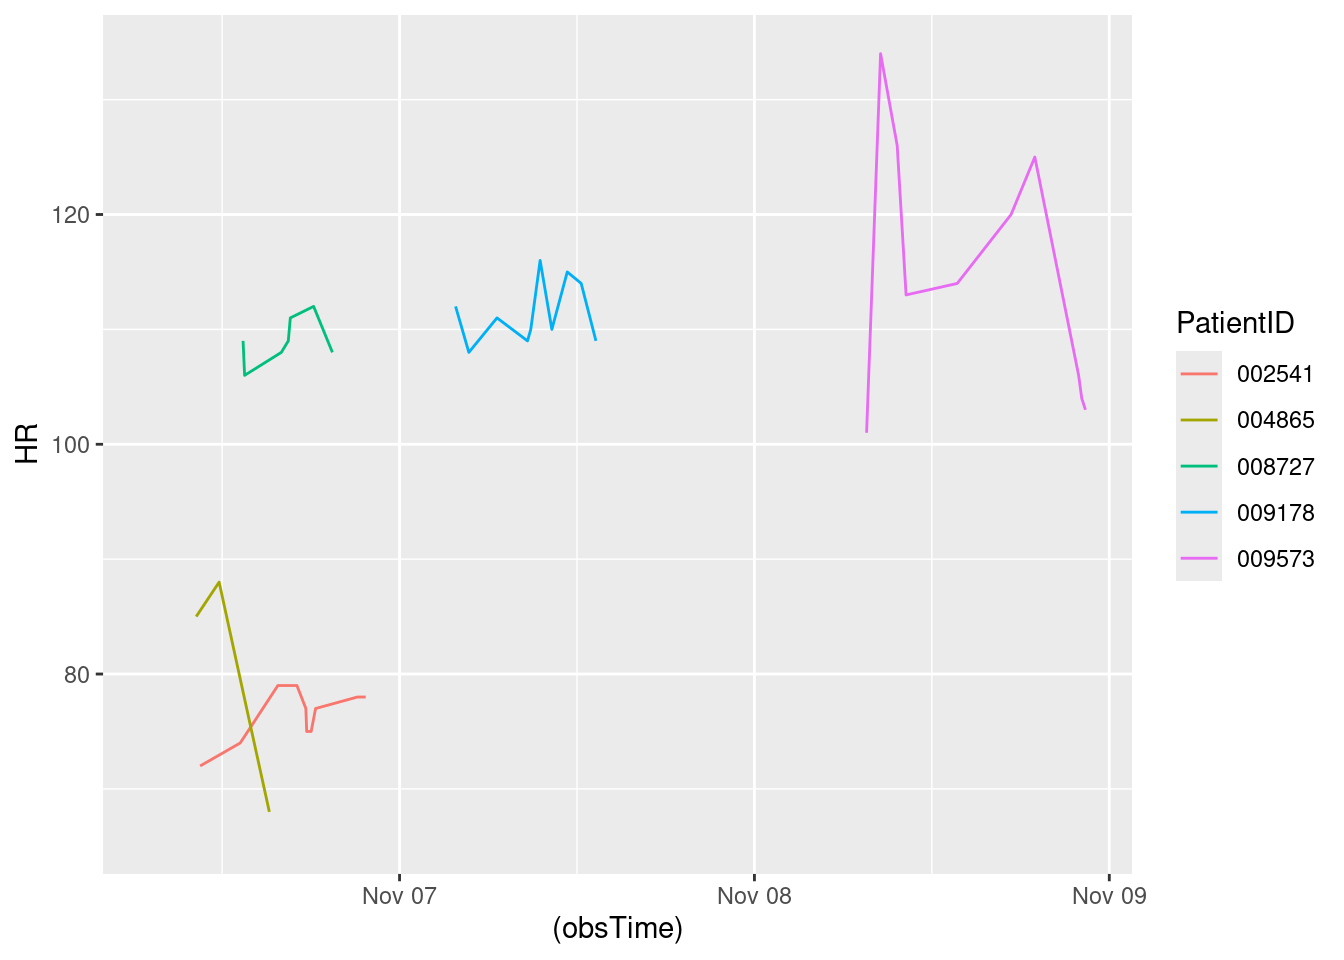 HR
120
100
80
Nov 07
Nov 08
Nov 09
(obsTime)
PatientID
002541
004865
008727
009178
009573